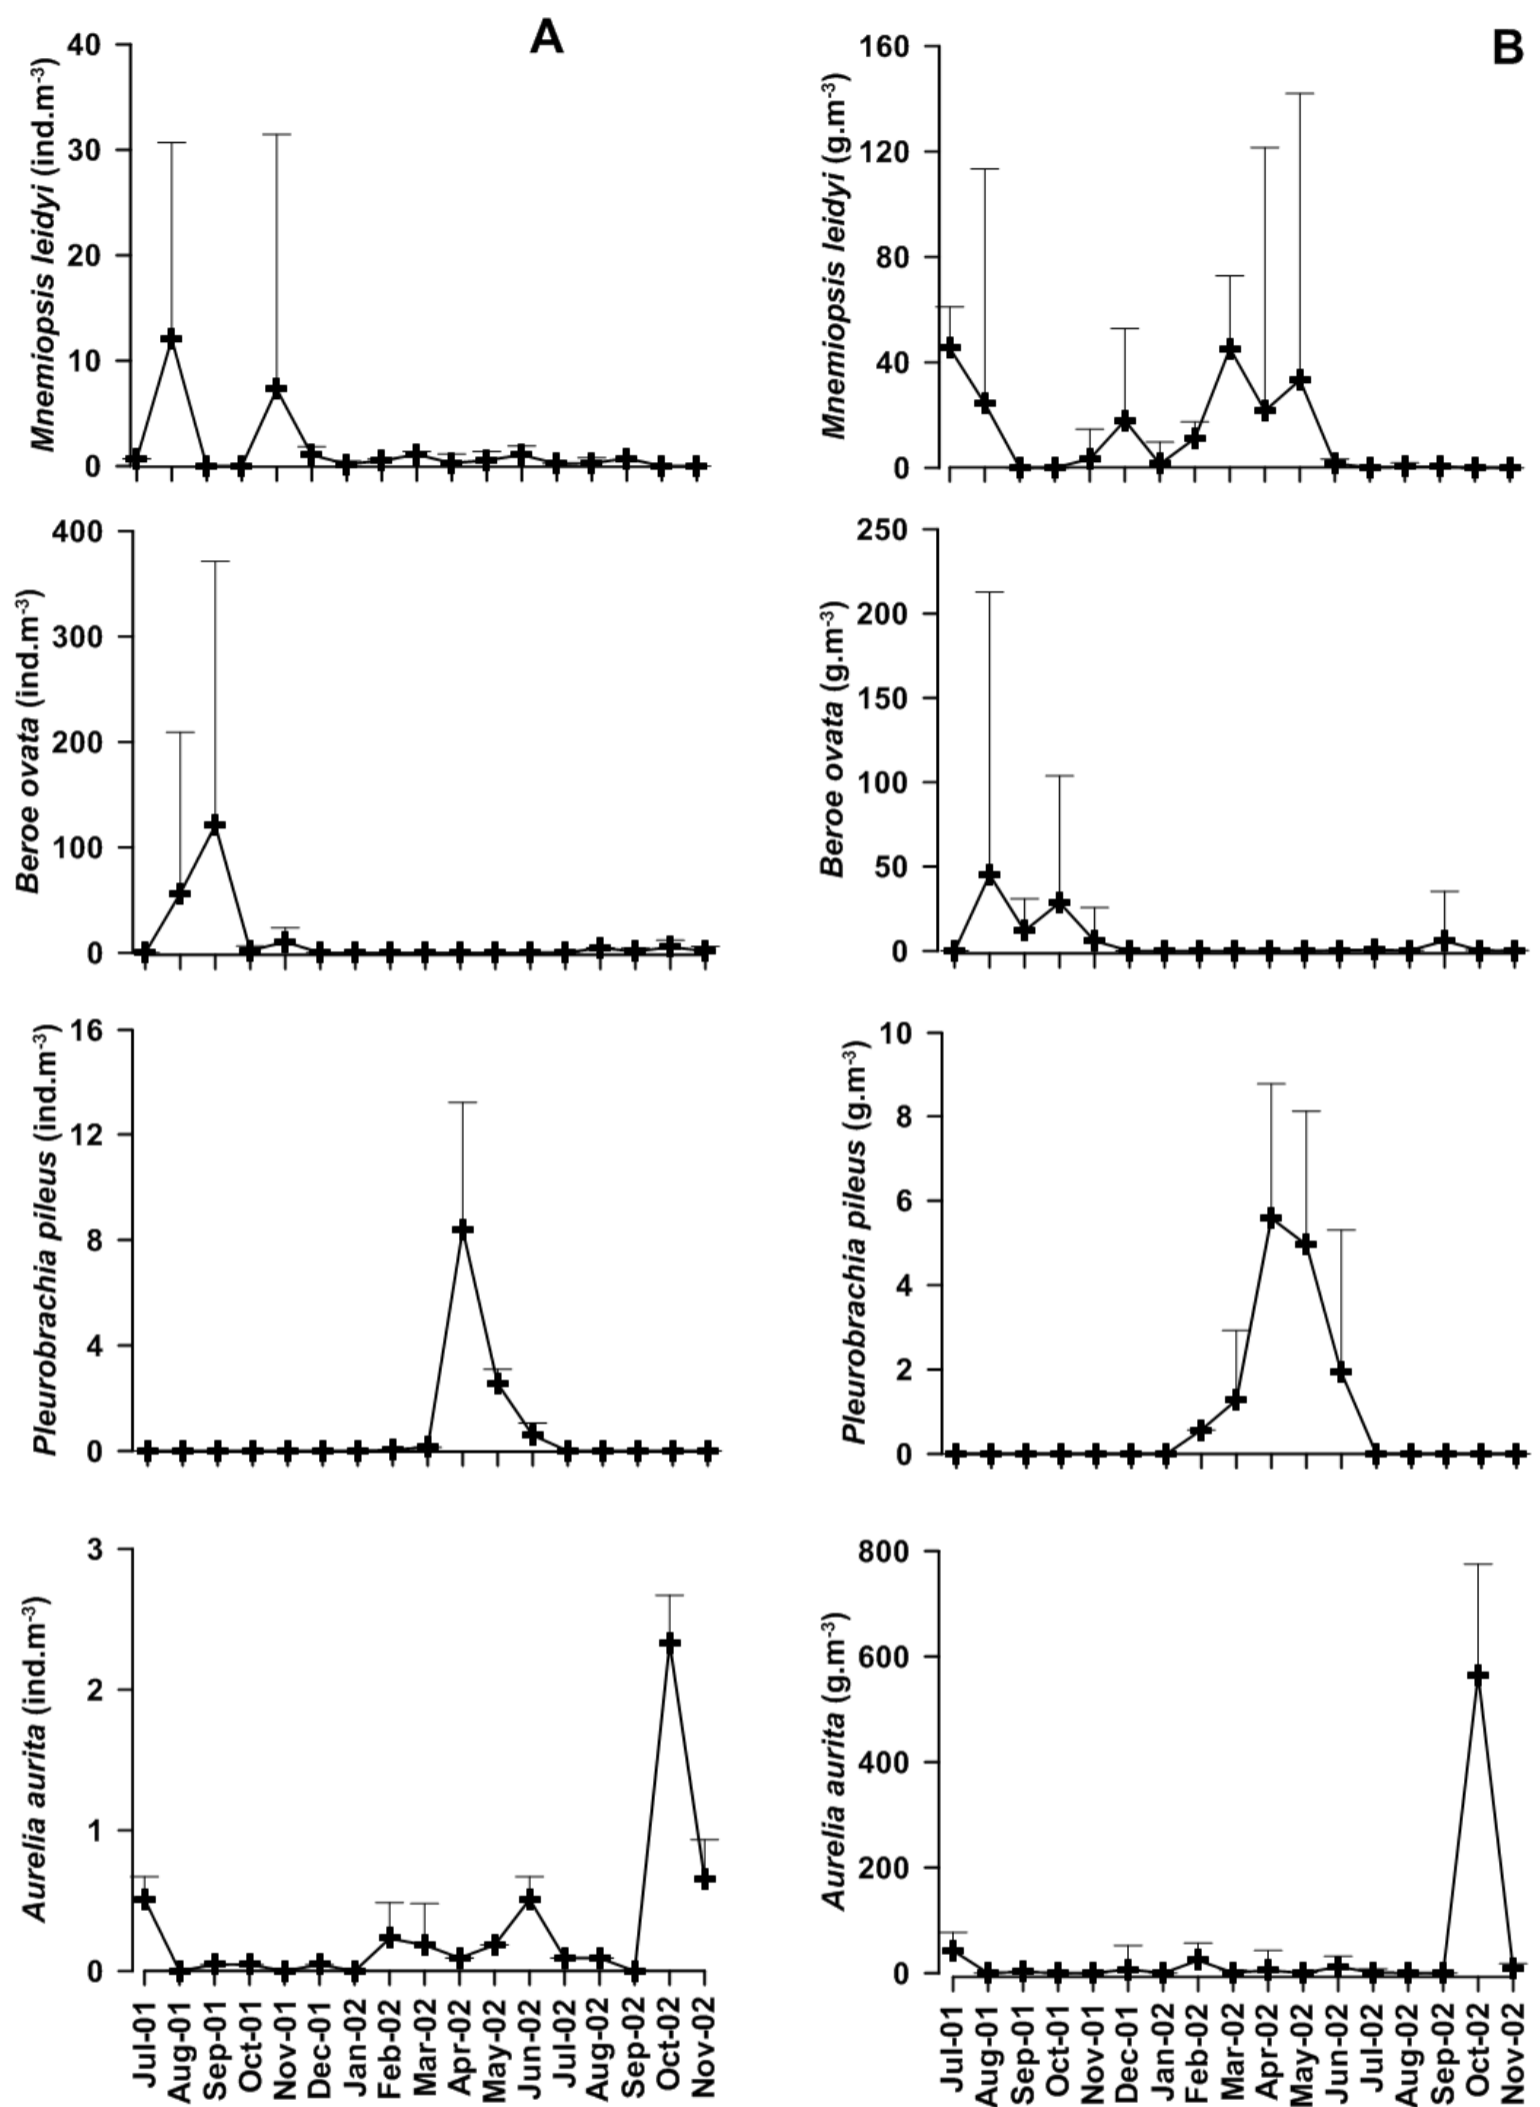 A
Mnemiopsis leidyi (ind.m-3)
40
30
20
10
0
B
Mnemiopsis leidyi (g.m-3)
160
120
80
40
0
Beroe ovata (ind.m-3)
400
300
200
100
0
Beroe ovata (g.m-3)
250
200
150
100
50
0
Pleurobrachia pileus (ind.m-3)
16
12
8
4
0
Pleurobrachia pileus (g.m-3)
10
8
6
4
2
0
Aurelia aurita (ind.m-3)
3
2
1
0
Jul-01
Aug-01
Sep-01
Oct-01
Nov-01
Dec-01
Jan-02
Feb-02
Mar-02
Apr-02
May-02
Jun-02
Jul-02
Aug-02
Sep-02
Oct-02
Nov-02
Aurelia aurita (g.m-3)
800
600
400
200
0
Jul-01
Aug-01
Sep-01
Oct-01
Nov-01
Dec-01
Jan-02
Feb-02
Mar-02
Apr-02
May-02
Jun-02
Jul-02
Aug-02
Sep-02
Oct-02
Nov-02